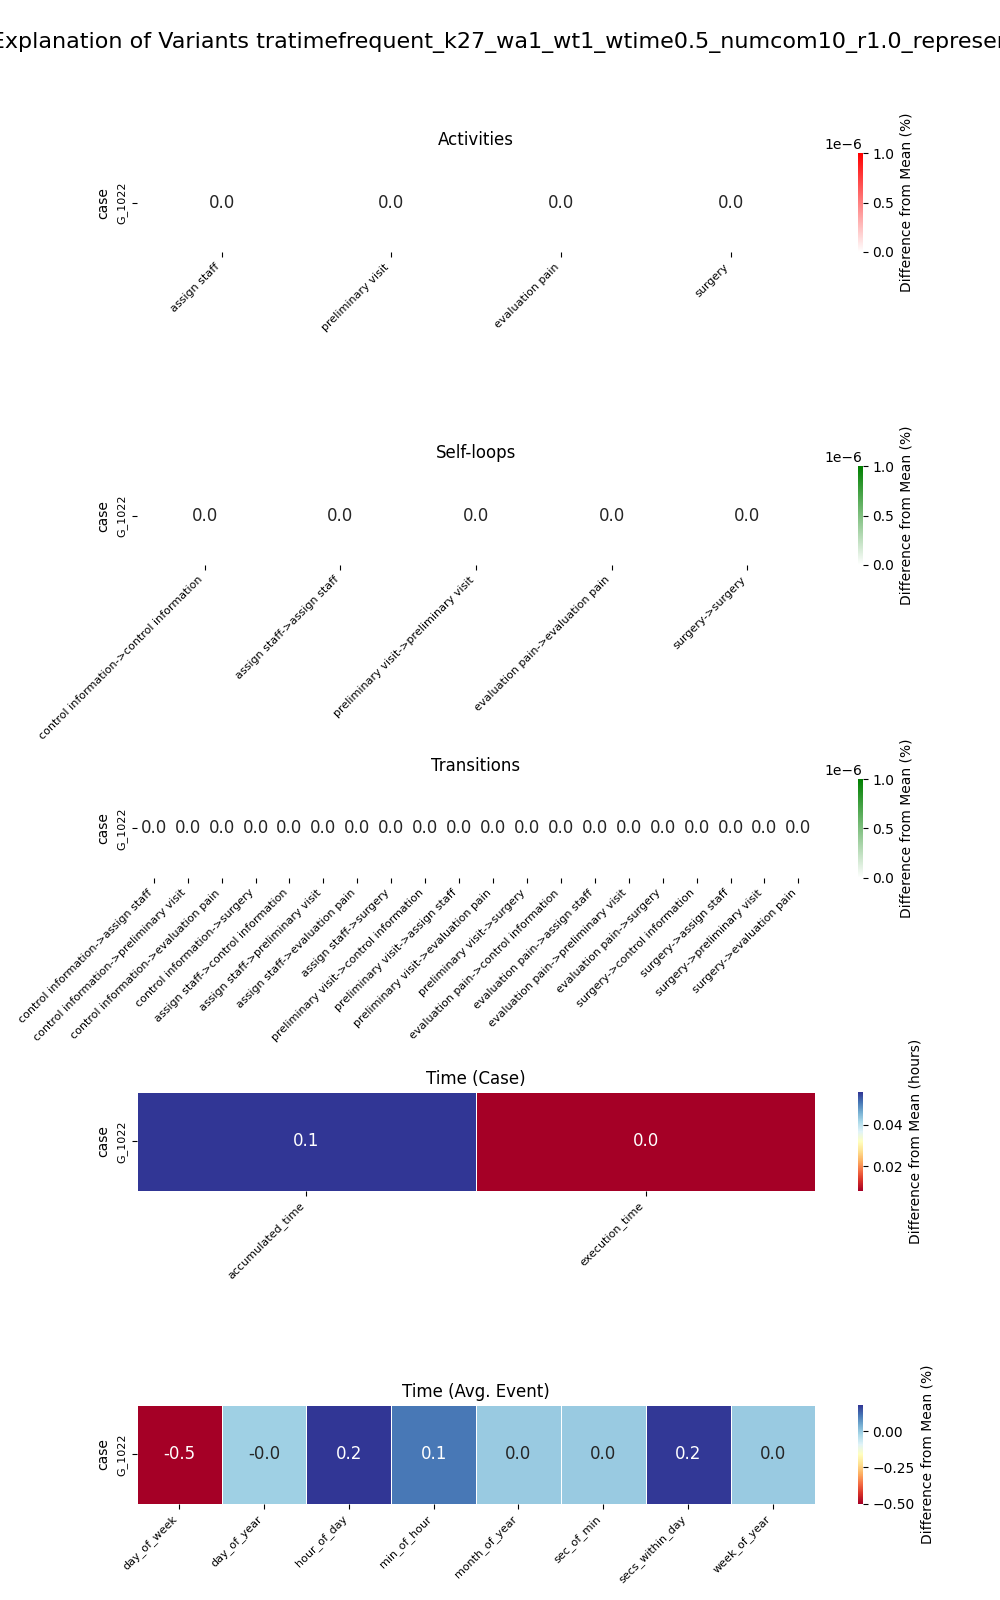 Explanation of Variants tratimefrequent_k27_wa1_wt1_wtime0.5_numcom10_r1.0_represen
Activities
case
G_1022
0.0 0.0 0.0 0.0
assign staff
preliminary visit
evaluation pain
surgery
1e−6
1.0
0.5
0.0
Difference from Mean (%)
Self-loops
case
G_1022
0.0 0.0 0.0 0.0 0.0
control information->control information
assign staff->assign staff
preliminary visit->preliminary visit
evaluation pain->evaluation pain
surgery->surgery
1e−6
1.0
0.5
0.0
Difference from Mean (%)
Transitions
case
G_1022
0.0 0.0 0.0 0.0 0.0 0.0 0.0 0.0 0.0 0.0 0.0 0.0 0.0 0.0 0.0 0.0 0.0 0.0 0.0 0.0
control information->assign staff
control information->preliminary visit
control information->evaluation pain
control information->surgery
assign staff->control information
assign staff->preliminary visit
assign staff->evaluation pain
assign staff->surgery
preliminary visit->control information
preliminary visit->assign staff
preliminary visit->evaluation pain
preliminary visit->surgery
evaluation pain->control information
evaluation pain->assign staff
evaluation pain->preliminary visit
evaluation pain->surgery
surgery->control information
surgery->assign staff
surgery->preliminary visit
surgery->evaluation pain
1e−6
1.0
0.5
0.0
Difference from Mean (%)
Time (Case)
case
G_1022
0.1 0.0
accumulated_time
execution_time
0.04
0.02
Difference from Mean (hours)
Time (Avg. Event)
case
G_1022
-0.5 -0.0 0.2 0.1 0.0 0.0 0.2 0.0
day_of_week
day_of_year
hour_of_day
min_of_hour
month_of_year
sec_of_min
secs_within_day
week_of_year
0.00
−0.25
−0.50
Difference from Mean (%)